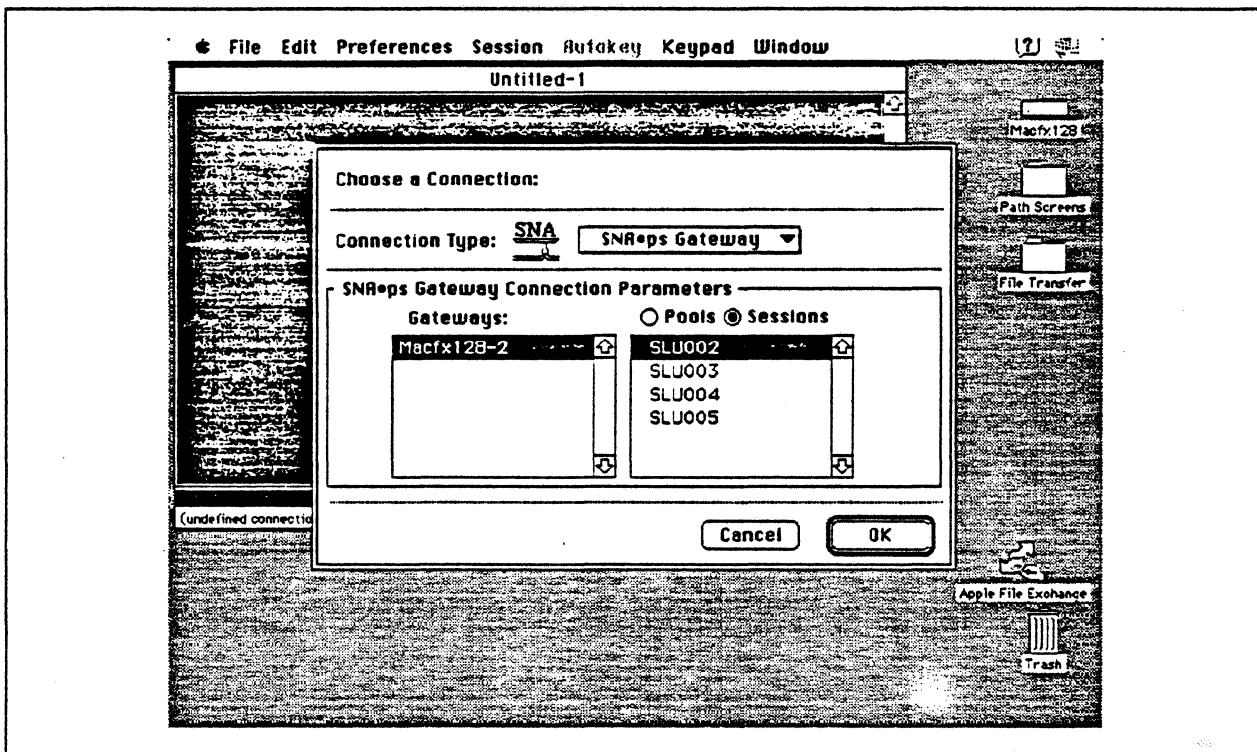 File Edit Preferences Session Autokey Keypad Window
Untitled-1
Macfx128
Choose a Connection:
Path Screens
Connection Type: SNA SNA•ps Gateway
File Transfer
SNA•ps Gateway Connection Parameters
Gateways: Pools Sessions
Macfx128-2 SLU002
SLU003
SLU004
SLU005
(undefined connectio
Cancel OK
Apple File Exchange
Trash